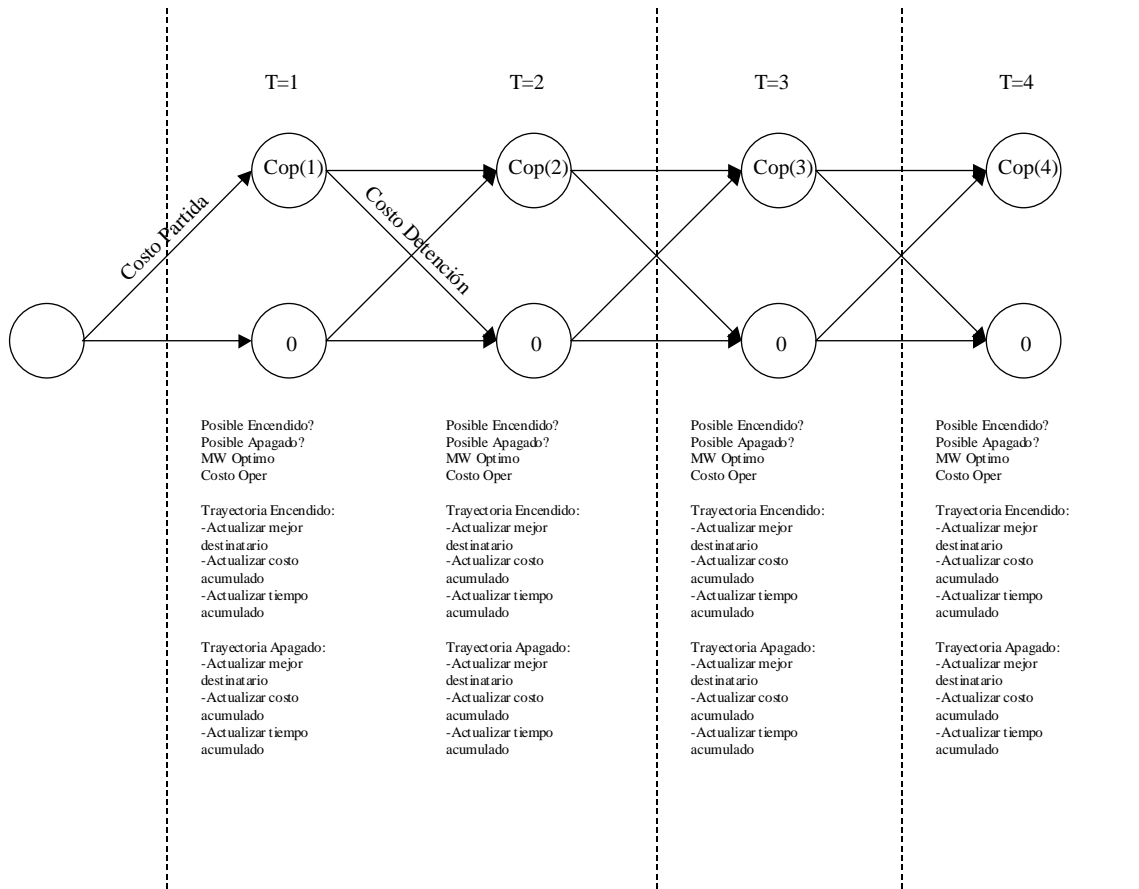 T=1
T=2
T=3
T=4
Cop(1)
Cop(2)
Cop(3)
Cop(4)
Costo Partida
Costo Detención
0
0
0
0
Posible Encendido?
Posible Apagado?
MW Optimo
Costo Oper
Trayectoria Encendido:
-Actualizar mejor
destinatario
-Actualizar costo
acumulado
-Actualizar tiempo
acumulado
Trayectoria Apagado:
-Actualizar mejor
destinatario
-Actualizar costo
acumulado
-Actualizar tiempo
acumulado
Posible Encendido?
Posible Apagado?
MW Optimo
Costo Oper
Trayectoria Encendido:
-Actualizar mejor
destinatario
-Actualizar costo
acumulado
-Actualizar tiempo
acumulado
Trayectoria Apagado:
-Actualizar mejor
destinatario
-Actualizar costo
acumulado
-Actualizar tiempo
acumulado
Posible Encendido?
Posible Apagado?
MW Optimo
Costo Oper
Trayectoria Encendido:
-Actualizar mejor
destinatario
-Actualizar costo
acumulado
-Actualizar tiempo
acumulado
Trayectoria Apagado:
-Actualizar mejor
destinatario
-Actualizar costo
acumulado
-Actualizar tiempo
acumulado
Posible Encendido?
Posible Apagado?
MW Optimo
Costo Oper
Trayectoria Encendido:
-Actualizar mejor
destinatario
-Actualizar costo
acumulado
-Actualizar tiempo
acumulado
Trayectoria Apagado:
-Actualizar mejor
destinatario
-Actualizar costo
acumulado
-Actualizar tiempo
acumulado